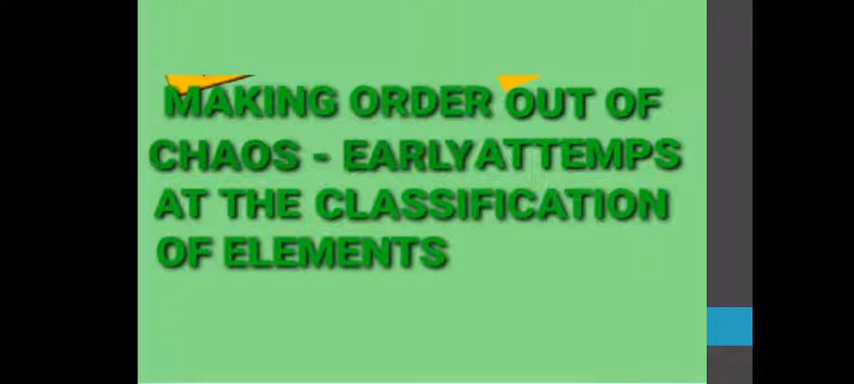 MAKING ORDER OUT OF
CHAOS - EARLYATTEMPS
AT THE CLASSIFICATION
OF ELEMENTS